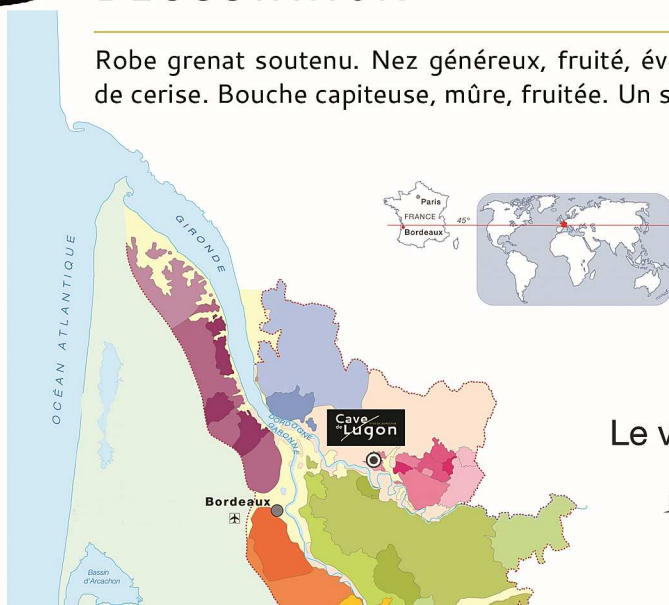 Robe grenat soutenu. Nez généreux, fruité, év
de cerise. Bouche capiteuse, mûre, fruitée. Un s
Paris
FRANCE
45°
Bordeaux
GIRONDE
OCÉAN ATLANTIQUE
Cave
de Lugon
DORDOGNE
GARONNE
Le v
Bordeaux
Bassin
d'Arcachon